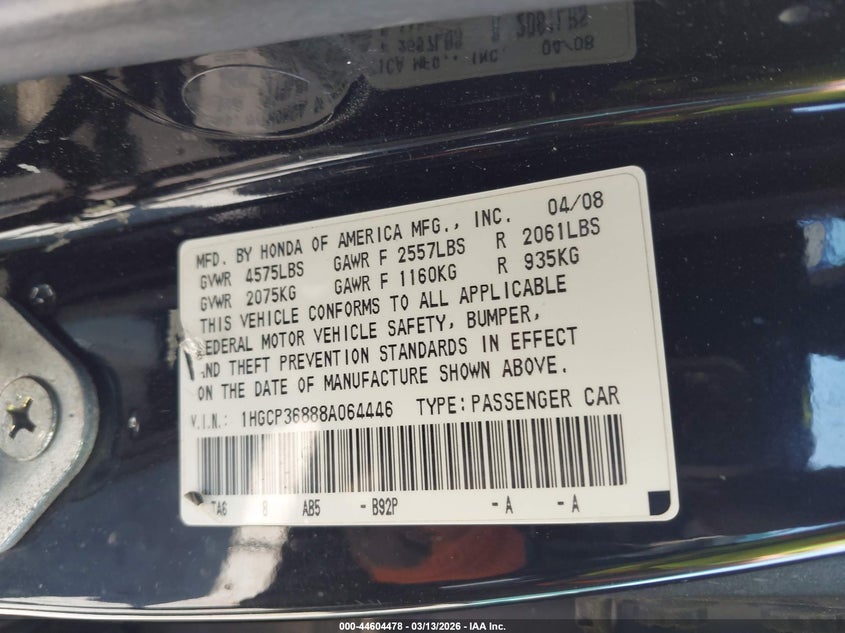 MFD. BY HONDA OF AMERICA MFG., INC. 04/08
GVWR 4575LBS GAWR F 2557LBS R 2061LBS
GVWR 2075KG GAWR F 1160KG R 935KG
THIS VEHICLE CONFORMS TO ALL APPLICABLE
FEDERAL MOTOR VEHICLE SAFETY, BUMPER,
AND THEFT PREVENTION STANDARDS IN EFFECT
ON THE DATE OF MANUFACTURE SHOWN ABOVE.
V.I.N.: 1HGCP36888A064446 TYPE: PASSENGER CAR
TA6 8 AB5 - B92P - A - A
000-44604478 - 03/13/2026 - IAA Inc.